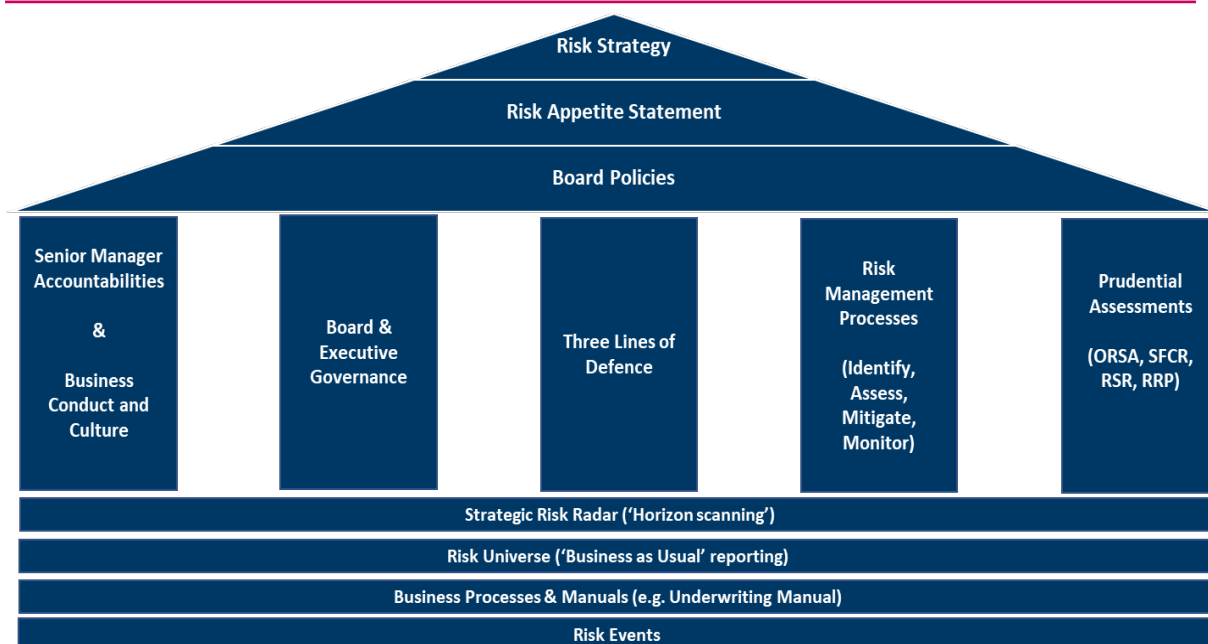 Risk Strategy
Risk Appetite Statement
Board Policies
Senior Manager
Accountabilities
&
Business
Conduct and
Culture
Board &
Executive
Governance
Three Lines of
Defence
Risk
Management
Processes
(Identify,
Assess,
Mitigate,
Monitor)
Prudential
Assessments
(ORSA, SFCR,
RSR, RRP)
Strategic Risk Radar (‘Horizon scanning’)
Risk Universe (‘Business as Usual’ reporting)
Business Processes & Manuals (e.g. Underwriting Manual)
Risk Events